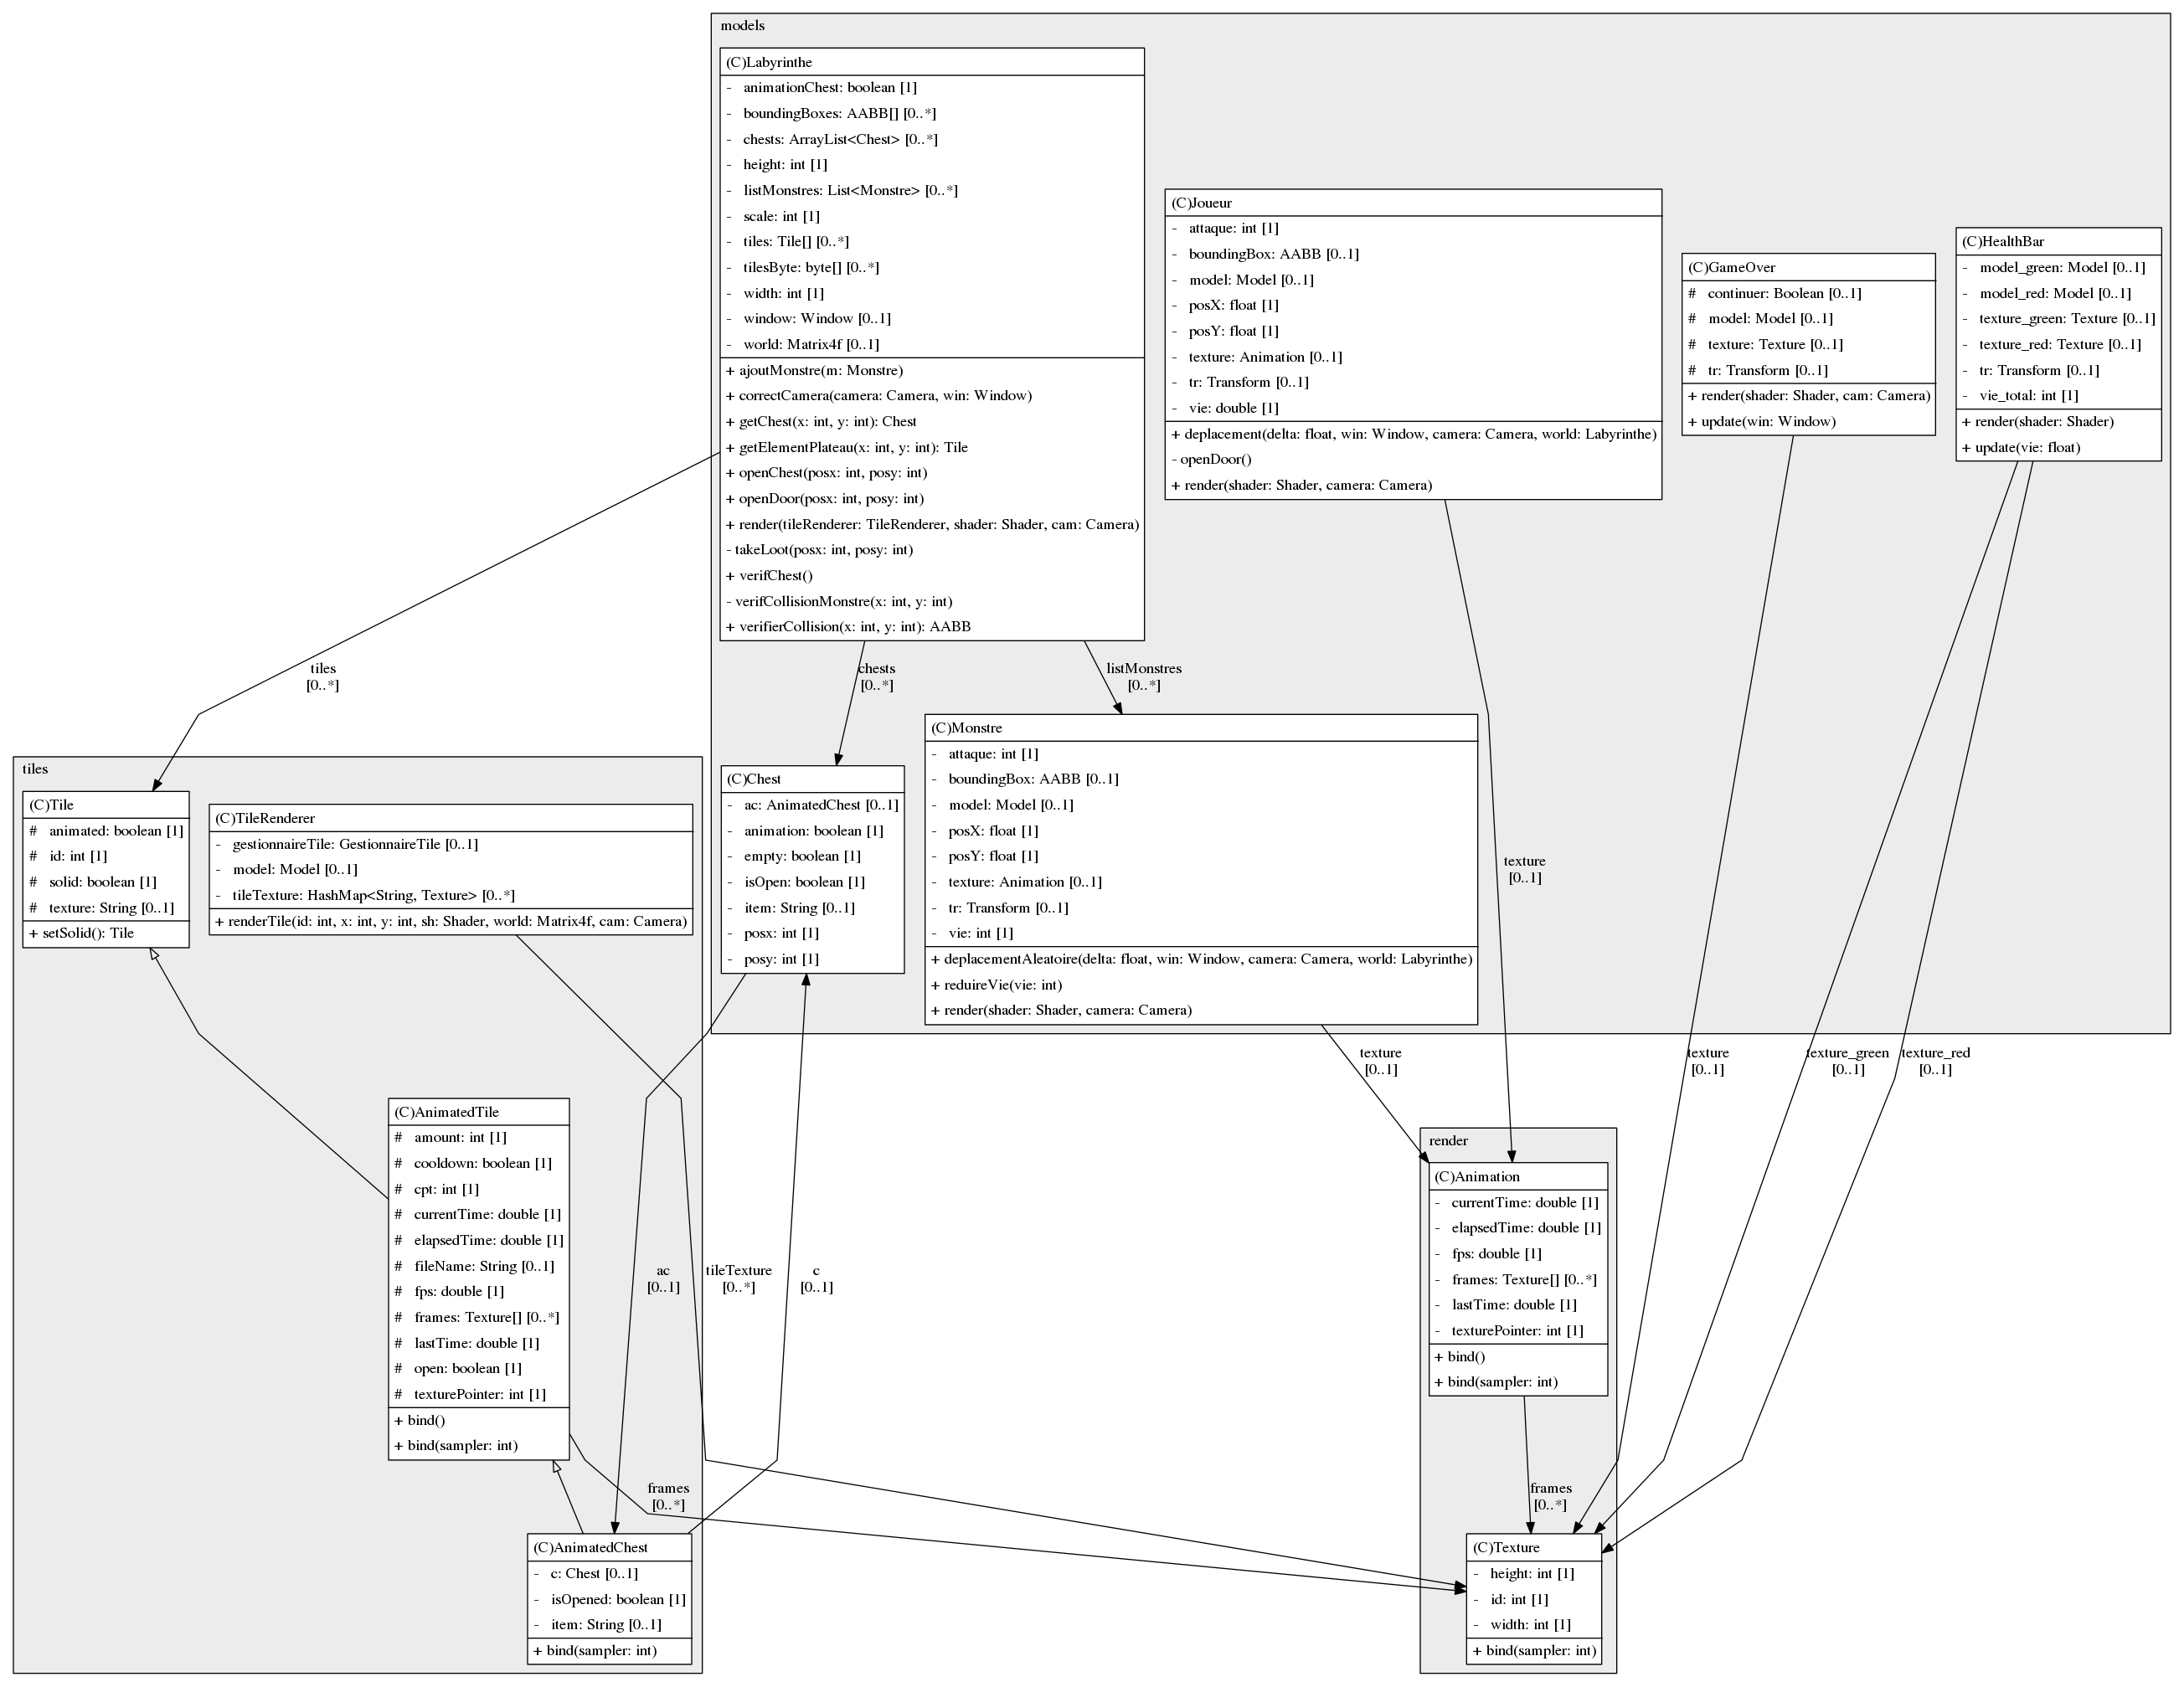 models
(C)Labyrinthe
- animationChest: boolean [1]
- boundingBoxes: AABB[] [0..*]
- chests: ArrayList<Chest> [0..*]
- height: int [1]
- listMonstres: List<Monstre> [0..*]
- scale: int [1]
- tiles: Tile[] [0..*]
- tilesByte: byte[] [0..*]
- width: int [1]
- window: Window [0..1]
- world: Matrix4f [0..1]
+ ajoutMonstre(m: Monstre)
+ correctCamera(camera: Camera, win: Window)
+ getChest(x: int, y: int): Chest
+ getElementPlateau(x: int, y: int): Tile
+ openChest(posx: int, posy: int)
+ openDoor(posx: int, posy: int)
+ render(tileRenderer: TileRenderer, shader: Shader, cam: Camera)
- takeLoot(posx: int, posy: int)
+ verifChest()
- verifCollisionMonstre(x: int, y: int)
+ verifierCollision(x: int, y: int): AABB
(C)Joueur
- attaque: int [1]
- boundingBox: AABB [0..1]
- model: Model [0..1]
- posX: float [1]
- posY: float [1]
- texture: Animation [0..1]
- tr: Transform [0..1]
- vie: double [1]
+ deplacement(delta: float, win: Window, camera: Camera, world: Labyrinthe)
- openDoor()
+ render(shader: Shader, camera: Camera)
(C)GameOver
# continuer: Boolean [0..1]
# model: Model [0..1]
# texture: Texture [0..1]
# tr: Transform [0..1]
+ render(shader: Shader, cam: Camera)
+ update(win: Window)
(C)HealthBar
- model_green: Model [0..1]
- model_red: Model [0..1]
- texture_green: Texture [0..1]
- texture_red: Texture [0..1]
- tr: Transform [0..1]
- vie_total: int [1]
+ render(shader: Shader)
+ update(vie: float)
tiles
[0..*]
chests
[0..*]
listMonstres
[0..*]
(C)Monstre
- attaque: int [1]
- boundingBox: AABB [0..1]
- model: Model [0..1]
- posX: float [1]
- posY: float [1]
- texture: Animation [0..1]
- tr: Transform [0..1]
- vie: int [1]
+ deplacementAleatoire(delta: float, win: Window, camera: Camera, world: Labyrinthe)
+ reduireVie(vie: int)
+ render(shader: Shader, camera: Camera)
(C)Chest
- ac: AnimatedChest [0..1]
- animation: boolean [1]
- empty: boolean [1]
- isOpen: boolean [1]
- item: String [0..1]
- posx: int [1]
- posy: int [1]
texture
[0..1]
tiles
(C)Tile
# animated: boolean [1]
# id: int [1]
# solid: boolean [1]
# texture: String [0..1]
+ setSolid(): Tile
(C)TileRenderer
- gestionnaireTile: GestionnaireTile [0..1]
- model: Model [0..1]
- tileTexture: HashMap<String, Texture> [0..*]
+ renderTile(id: int, x: int, y: int, sh: Shader, world: Matrix4f, cam: Camera)
texture
[0..1]
texture
[0..1]
texture_green
[0..1]
texture_red
[0..1]
(C)AnimatedTile
# amount: int [1]
# cooldown: boolean [1]
# cpt: int [1]
# currentTime: double [1]
# elapsedTime: double [1]
# fileName: String [0..1]
# fps: double [1]
# frames: Texture[] [0..*]
# lastTime: double [1]
# open: boolean [1]
# texturePointer: int [1]
+ bind()
+ bind(sampler: int)
ac
[0..1]
tileTexture
[0..*]
c
[0..1]
render
(C)Animation
- currentTime: double [1]
- elapsedTime: double [1]
- fps: double [1]
- frames: Texture[] [0..*]
- lastTime: double [1]
- texturePointer: int [1]
+ bind()
+ bind(sampler: int)
frames
[0..*]
frames
[0..*]
(C)AnimatedChest
- c: Chest [0..1]
- isOpened: boolean [1]
- item: String [0..1]
+ bind(sampler: int)
(C)Texture
- height: int [1]
- id: int [1]
- width: int [1]
+ bind(sampler: int)